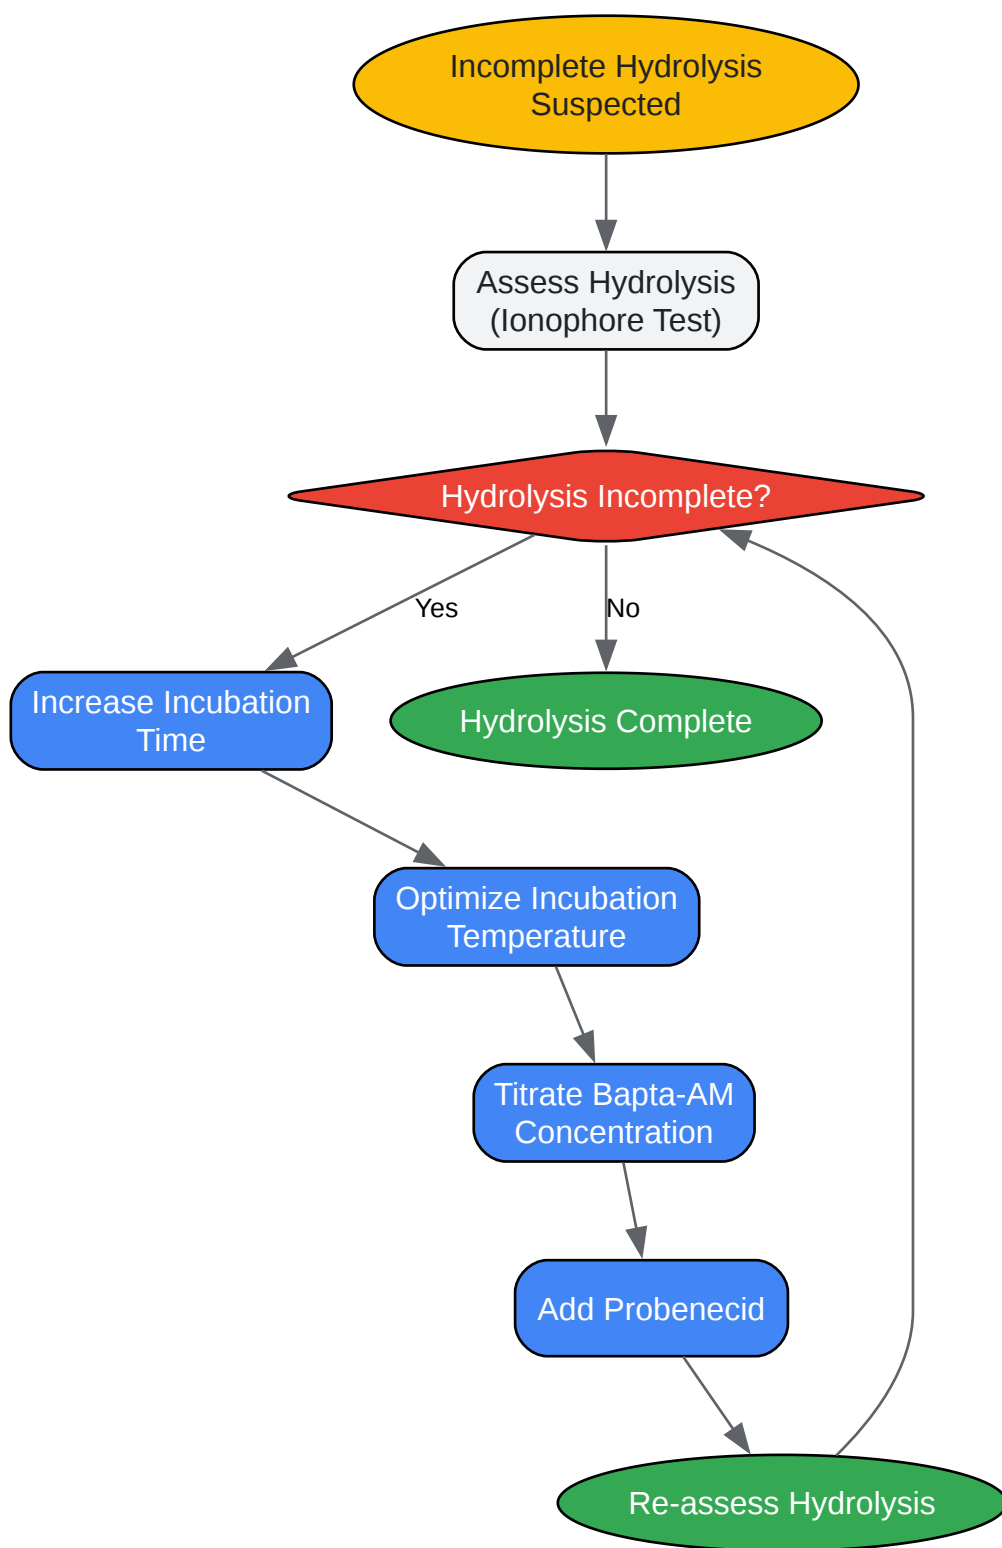 Incomplete Hydrolysis
Suspected
Assess Hydrolysis
(Ionophore Test)
Hydrolysis Incomplete?
Yes
No
Increase Incubation
Time
Hydrolysis Complete
Optimize Incubation
Temperature
Titrate Bapta-AM
Concentration
Add Probenecid
Re-assess Hydrolysis